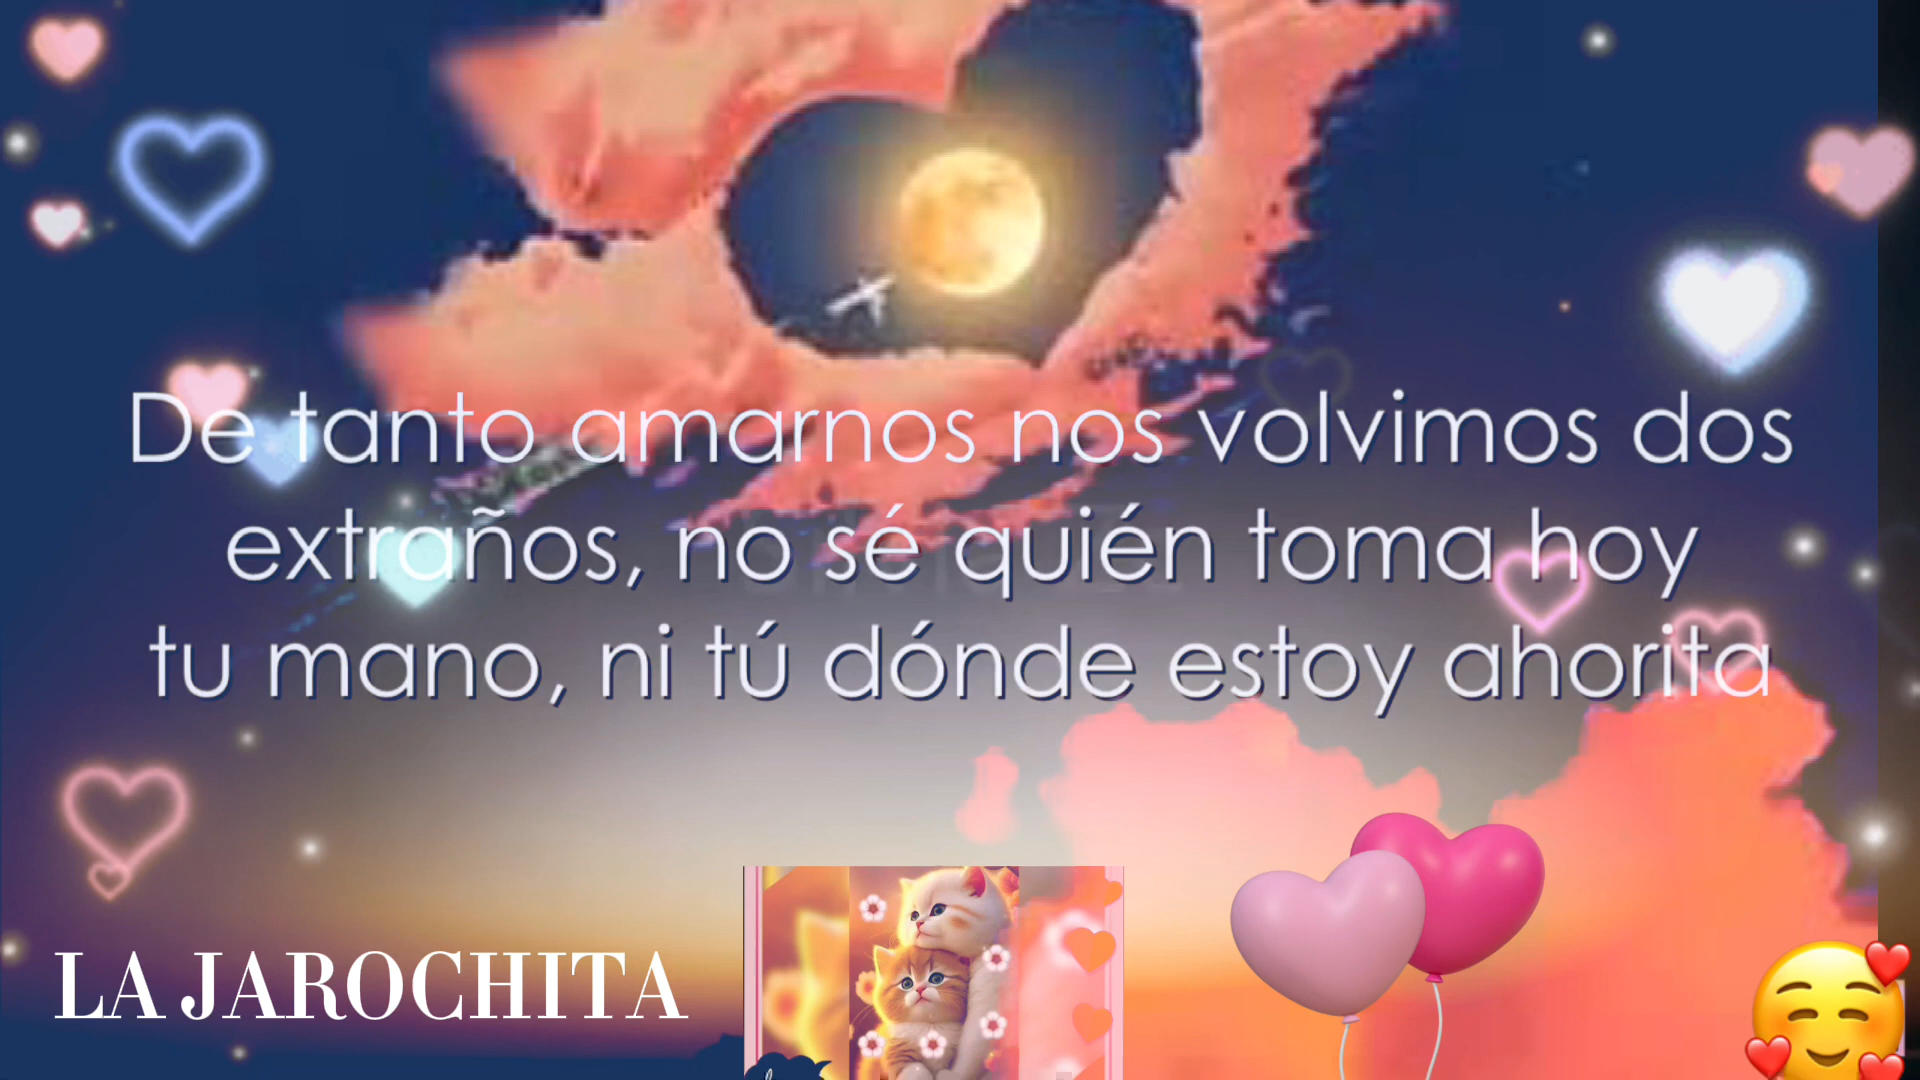 De tanto amarnos nos volvimos dos
extraños, no sé quién toma hoy
tu mano, ni tú dónde estoy ahorita
LA JAROCHITA